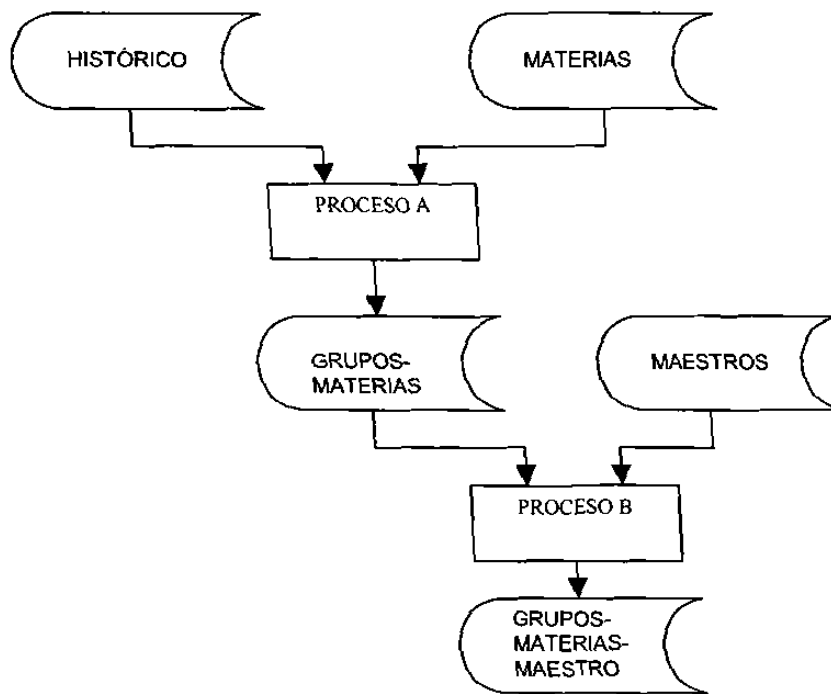 HISTÓRICO
MATERIAS
PROCESO A
GRUPOS-
MATERIAS
MAESTROS
PROCESO B
GRUPOS-
MATERIAS-
MAESTRO